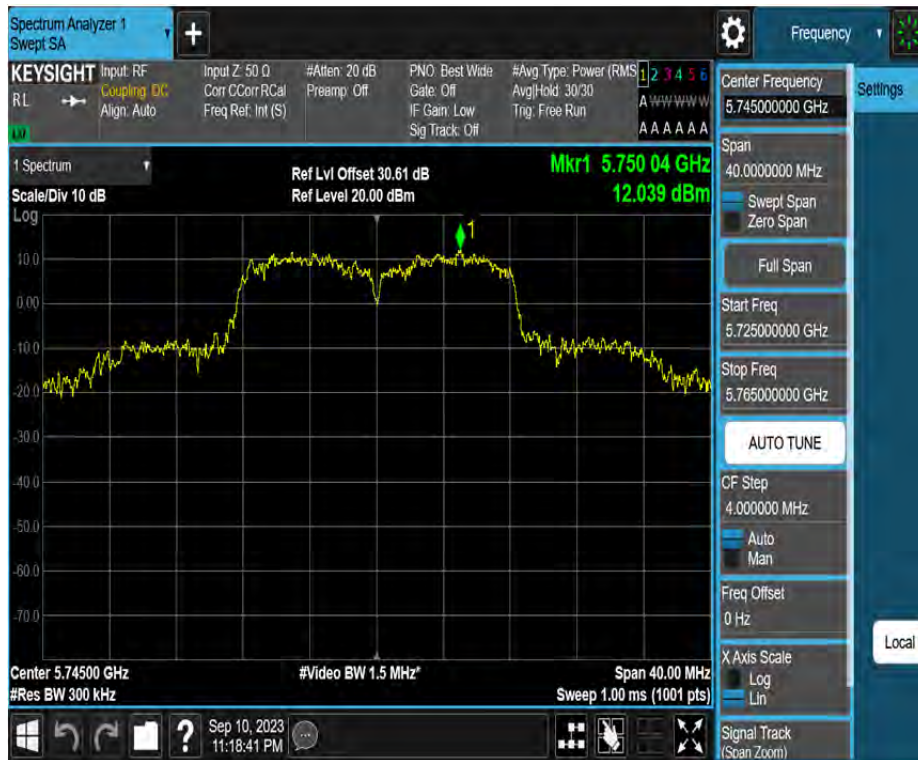 Spectrum Analyzer 1
Swept SA
+
Frequency
KEYSIGHT
RL
Input: RF
Coupling: DC
Align: Auto
Input Z: 50 Ω
Corr CCorr RCal
Freq Ref: Int (S)
#Atten: 20 dB
Preamp: Off
PNO: Best Wide
Gate: Off
IF Gain: Low
Sig Track: Off
#Avg Type: Power (RMS
Avg|Hold: 30/30
Trig: Free Run
1 2 3 4 5 6
A W W W W W
A A A A A A
1 Spectrum
Scale/Div 10 dB
Log
Ref Lvl Offset 30.61 dB
Ref Level 20.00 dBm
Mkr1 5.750 04 GHz
12.039 dBm
1
10.0
0.00
-10.0
-20.0
-30.0
-40.0
-50.0
-60.0
-70.0
Center 5.74500 GHz
#Res BW 300 kHz
#Video BW 1.5 MHz*
Span 40.00 MHz
Sweep 1.00 ms (1001 pts)
?
Sep 10, 2023
11:18:41 PM
Center Frequency
5.745000000 GHz
Span
40.0000000 MHz
Swept Span
Zero Span
Full Span
Start Freq
5.725000000 GHz
Stop Freq
5.765000000 GHz
AUTO TUNE
CF Step
4.000000 MHz
Auto
Man
Freq Offset
0 Hz
X Axis Scale
Log
Lin
Signal Track
(Span Zoom)
Settings
Local